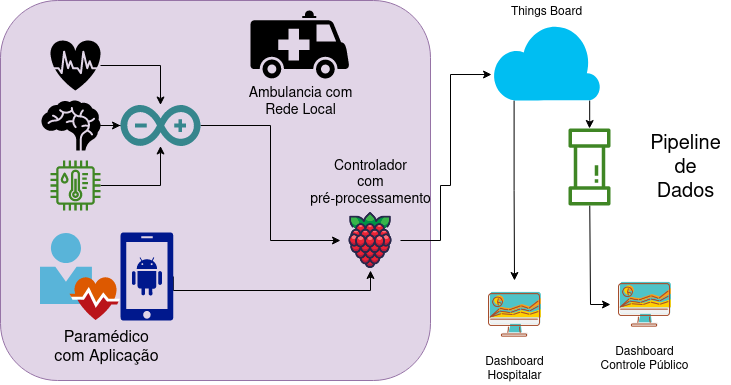 Things Board
Ambulancia com
Rede Local
Controlador
com
pré-processamento
Pipeline
de
Dados
Paramédico
com Aplicação
Dashboard
Hospitalar
Dashboard
Controle Público